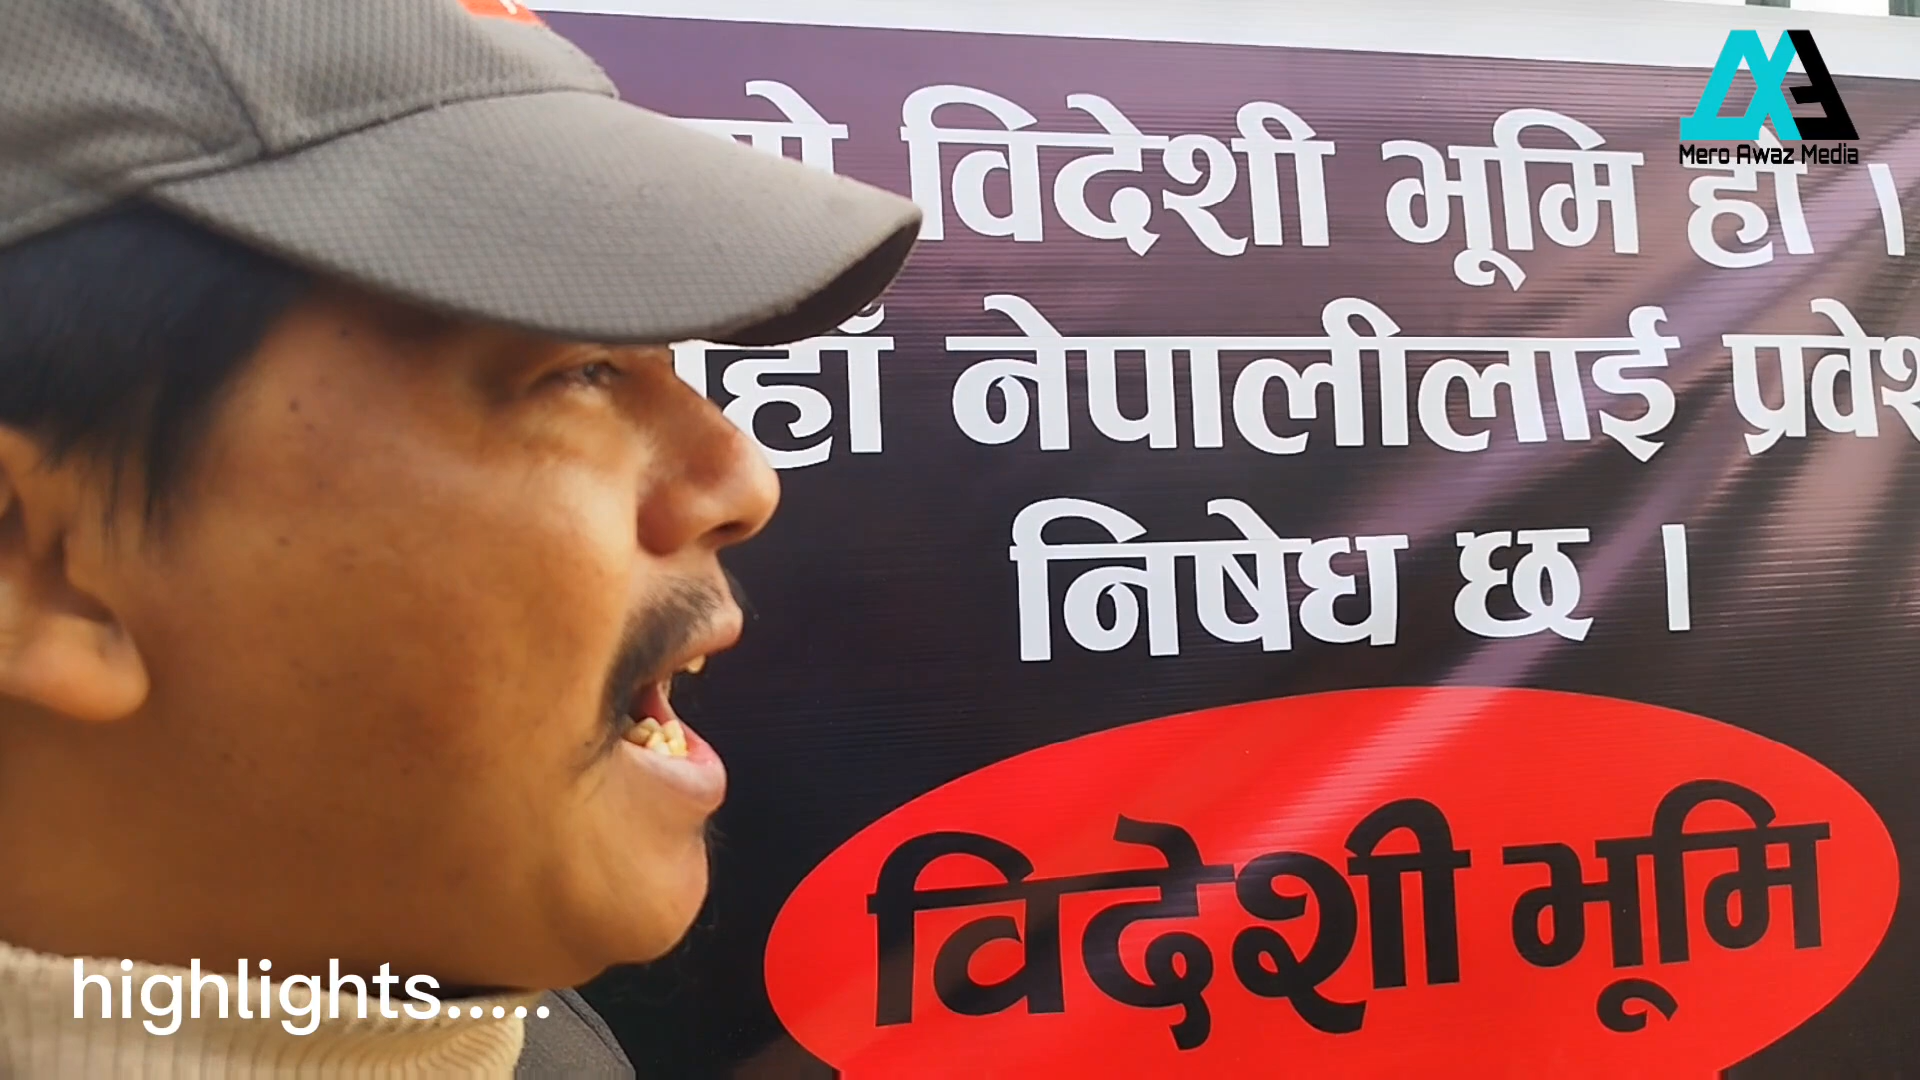 विदेशी भूमि हो ।
नेपालीलाई
निषेध छ ।
विदेशी भूमि
Mero Awaz Media
highlights.....